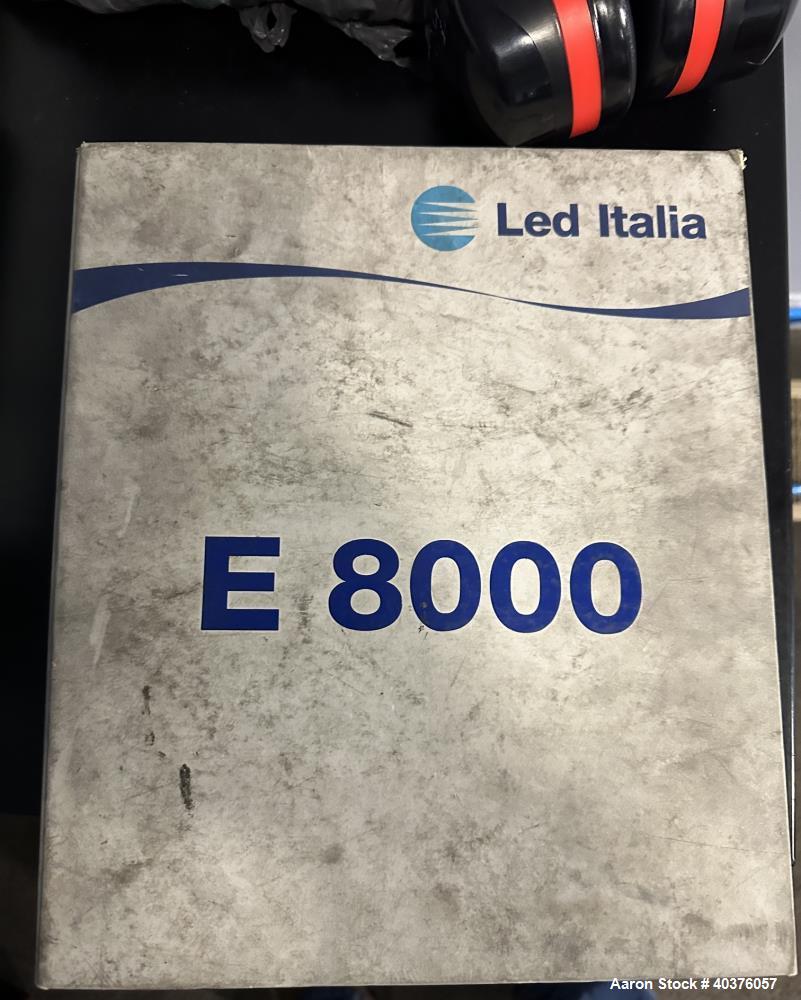 Led Italia
E 8000
Aaron Stock # 40376057